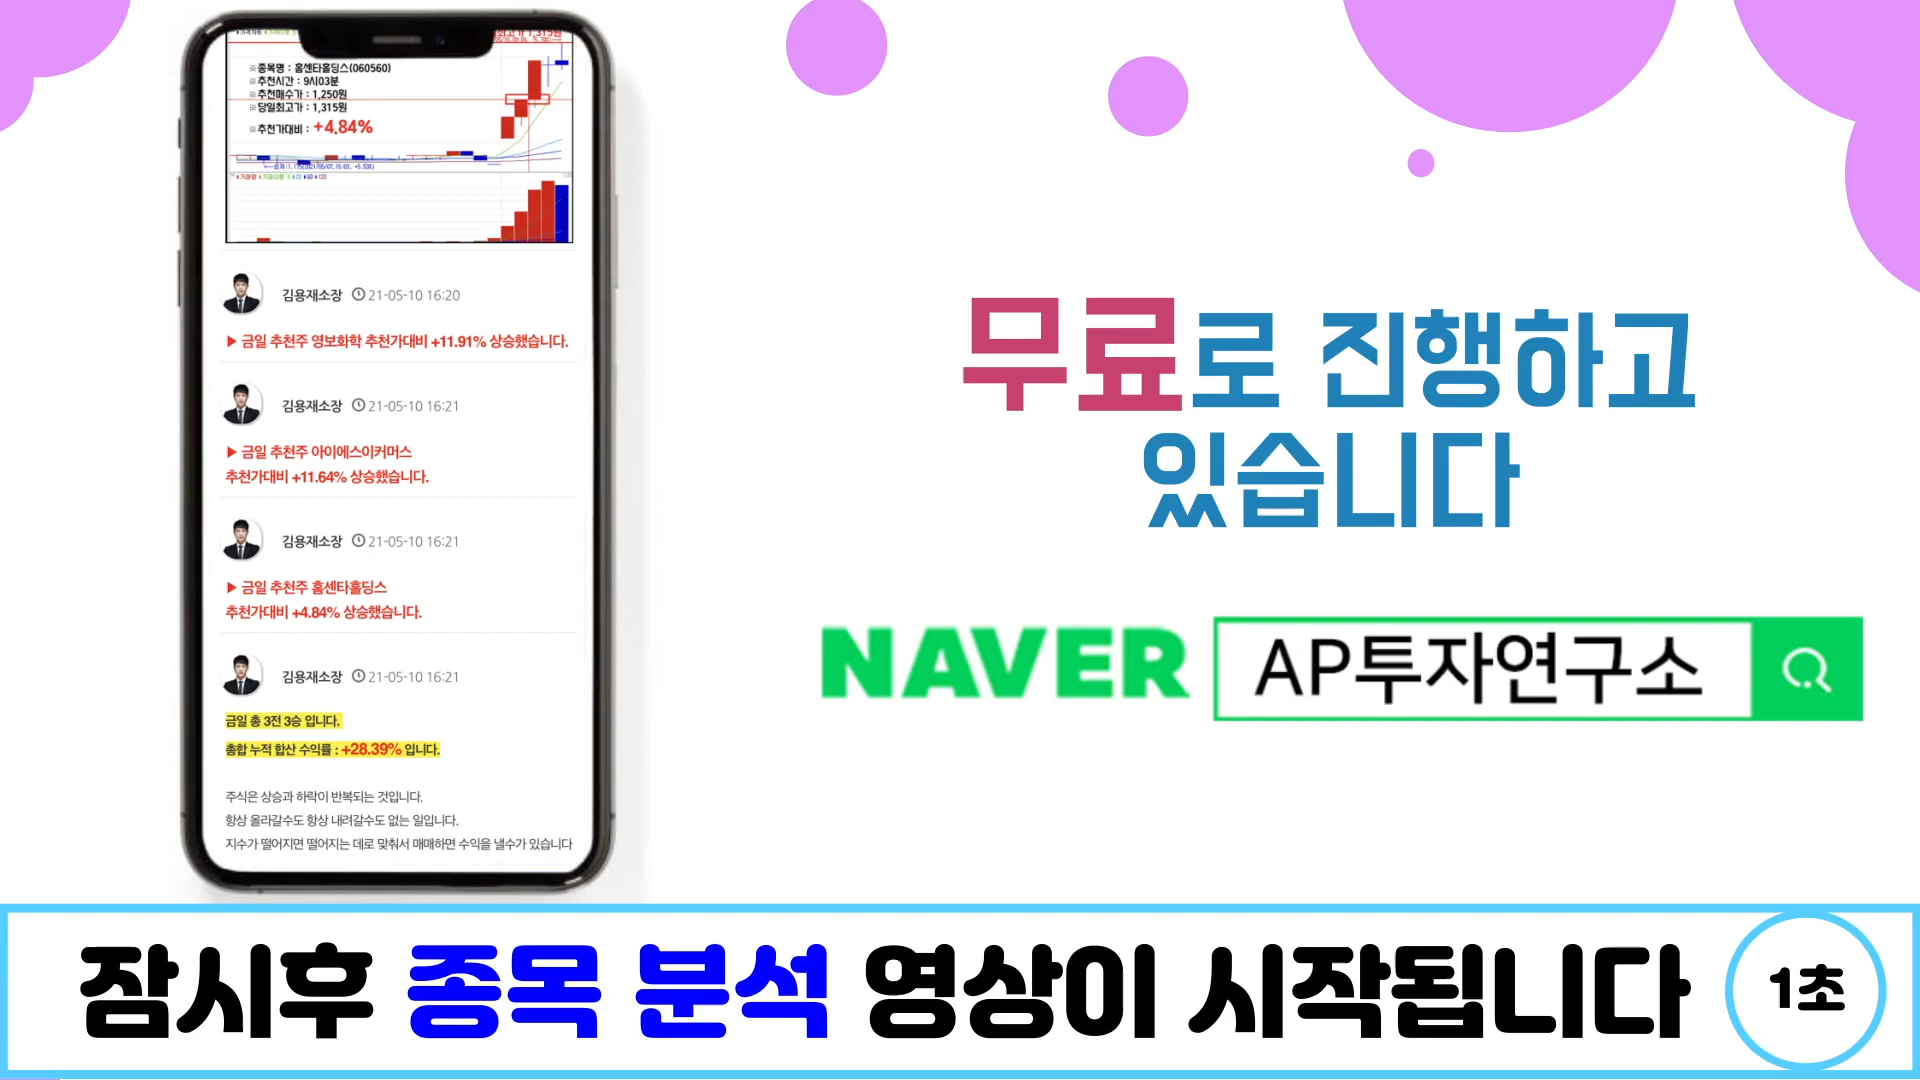 ※종목명 : 홈센타홀딩스(060560)
※추천시간 : 9시03분
※추천매수가 : 1,250원
※당일최고가 : 1,315원
※추천가대비 : +4.84%
김용재소장 21-05-10 16:20
▶ 금일 추천주 영보화학 추천가대비 +11.91% 상승했습니다.
김용재소장 21-05-10 16:21
▶ 금일 추천주 아이에스이커머스
추천가대비 +11.64% 상승했습니다.
김용재소장 21-05-10 16:21
▶ 금일 추천주 홈센타홀딩스
추천가대비 +4.84% 상승했습니다.
김용재소장 21-05-10 16:21
금일 총 3전 3승 입니다.
총합 누적 합산 수익률 : +28.39% 입니다.
주식은 상승과 하락이 반복되는 것입니다.
항상 올라갈수도 항상 내려갈수도 없는 일입니다.
지수가 떨어지면 떨어지는 데로 맞춰서 매매하면 수익을 낼수가 있습니다
무료로 진행하고
있습니다
NAVER AP투자연구소
잠시후 종목 분석 영상이 시작됩니다 1초